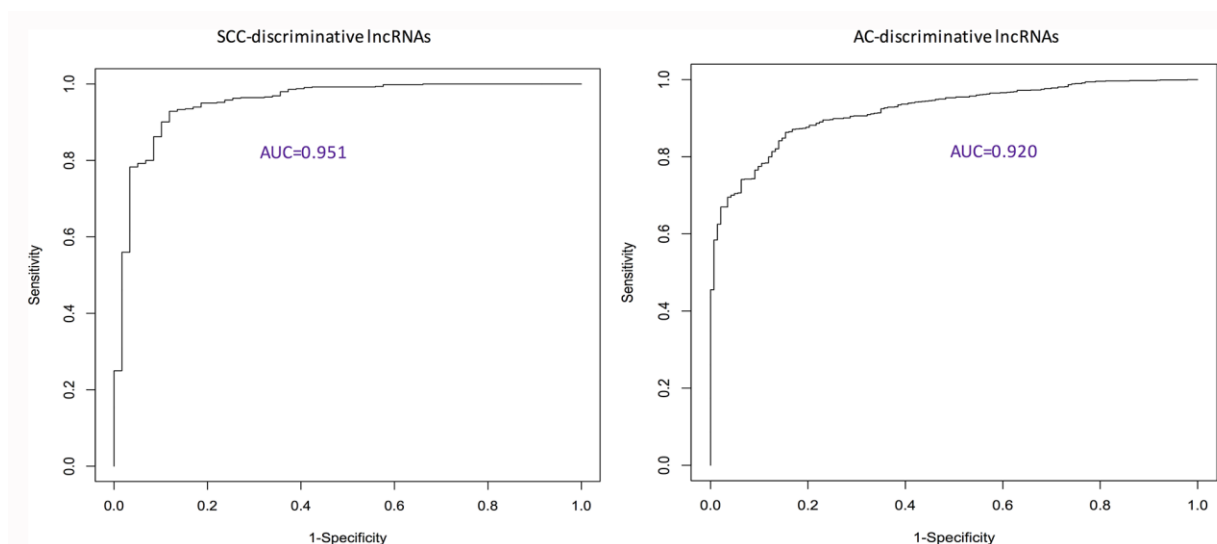 SCC-discriminative lncRNAs
AUC=0.951
Sensitivity
0.0 0.2 0.4 0.6 0.8 1.0
0.0 0.2 0.4 0.6 0.8 1.0
1-Specificity
AC-discriminative lncRNAs
AUC=0.920
Sensitivity
0.0 0.2 0.4 0.6 0.8 1.0
0.0 0.2 0.4 0.6 0.8 1.0
1-Specificity